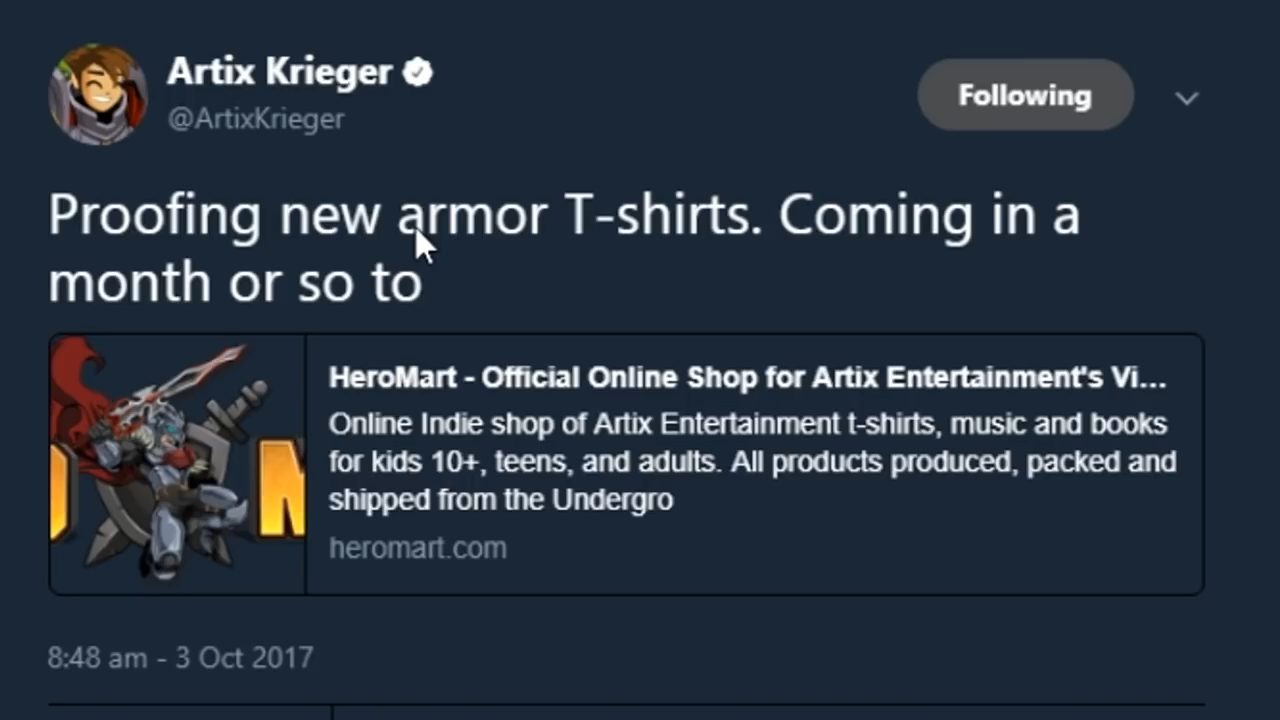 Artix Krieger
@ArtixKrieger
Following
Proofing new armor T-shirts. Coming in a
month or so to
HeroMart - Official Online Shop for Artix Entertainment's Vi...
Online Indie shop of Artix Entertainment t-shirts, music and books
for kids 10+, teens, and adults. All products produced, packed and
shipped from the Undergro
heromart.com
8:48 am - 3 Oct 2017